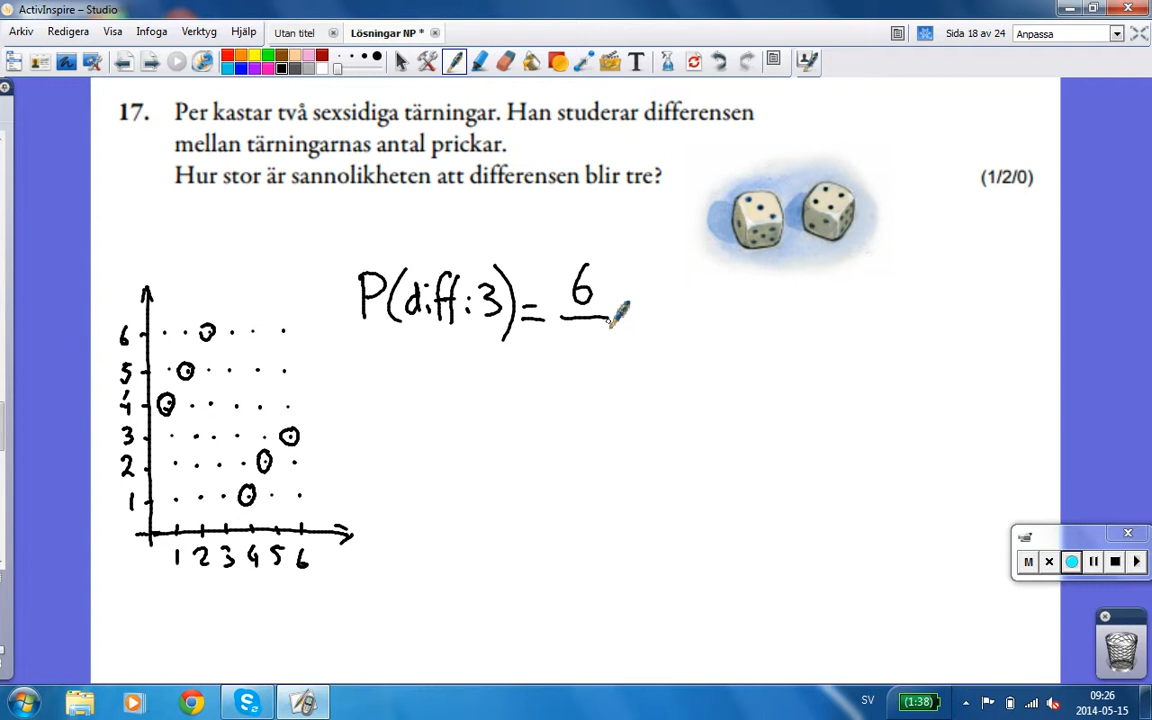 ActivInspire – Studio
Arkiv Redigera Visa Infoga Verktyg Hjälp Utan titel Lösningar NP * Sida 18 av 24 Anpassa
17. Per kastar två sexsidiga tärningar. Han studerar differensen
mellan tärningarnas antal prickar.
Hur stor är sannolikheten att differensen blir tre? (1/2/0)
P(diff:3) = 6
6
5
4
3
2
1
1 2 3 4 5 6
M
SV (1:38) 09:26
2014-05-15